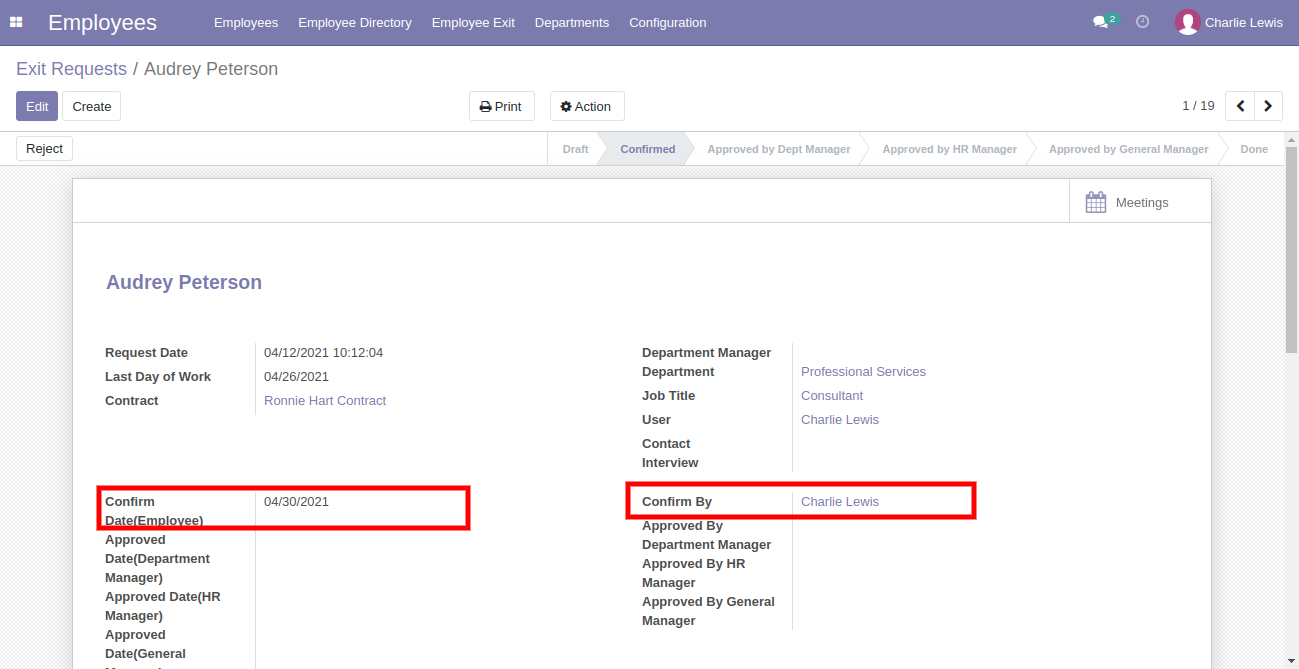 Employees
Employees Employee Directory Employee Exit Departments Configuration
2
Charlie Lewis
Exit Requests / Audrey Peterson
Edit Create
Print Action
1 / 19
Reject
Draft Confirmed Approved by Dept Manager Approved by HR Manager Approved by General Manager Done
Meetings
Audrey Peterson
Request Date 04/12/2021 10:12:04
Last Day of Work 04/26/2021
Contract Ronnie Hart Contract
Department Manager
Department Professional Services
Job Title Consultant
User Charlie Lewis
Contact
Interview
Confirm 04/30/2021
Date(Employee)
Approved
Date(Department
Manager)
Approved Date(HR
Manager)
Approved
Date(General
Confirm By Charlie Lewis
Approved By
Department Manager
Approved By HR
Manager
Approved By General
Manager